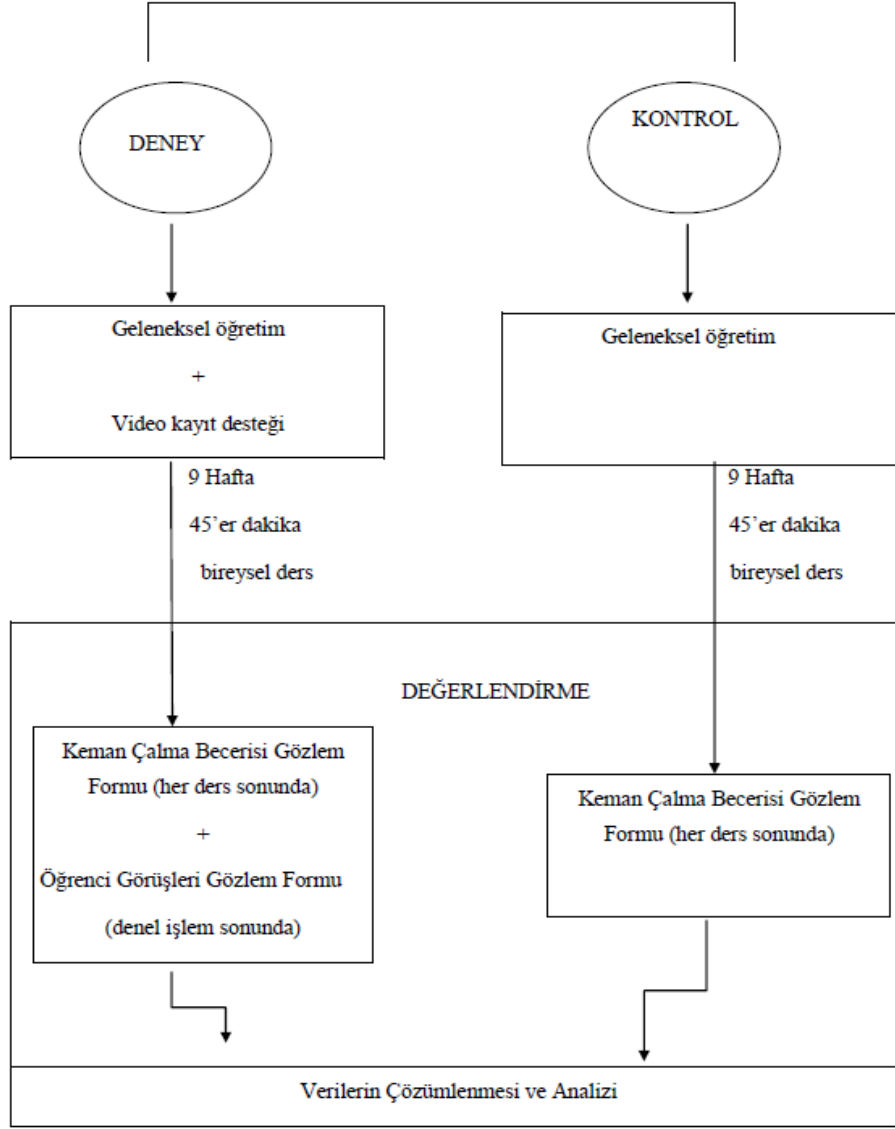 DENEY
KONTROL
Geleneksel öğretim
+
Video kayıt desteği
Geleneksel öğretim
9 Hafta
45’er dakika
bireysel ders
9 Hafta
45’er dakika
bireysel ders
DEĞERLENDİRME
Keman Çalma Becerisi Gözlem
Formu (her ders sonunda)
+
Öğrenci Görüşleri Gözlem Formu
(denel işlem sonunda)
Keman Çalma Becerisi Gözlem
Formu (her ders sonunda)
Verilerin Çözümlenmesi ve Analizi